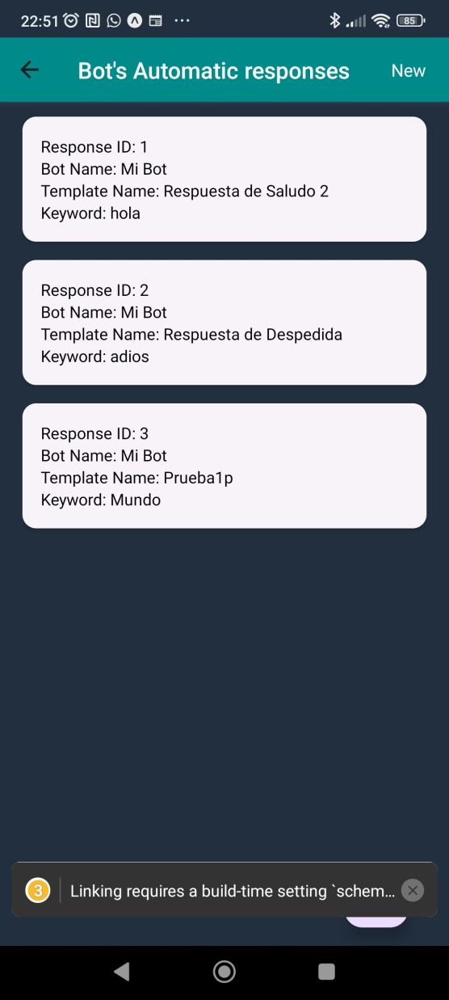 22:51
85
Bot's Automatic responses
New
Response ID: 1
Bot Name: Mi Bot
Template Name: Respuesta de Saludo 2
Keyword: hola
Response ID: 2
Bot Name: Mi Bot
Template Name: Respuesta de Despedida
Keyword: adios
Response ID: 3
Bot Name: Mi Bot
Template Name: Prueba1p
Keyword: Mundo
3
Linking requires a build-time setting `schem...